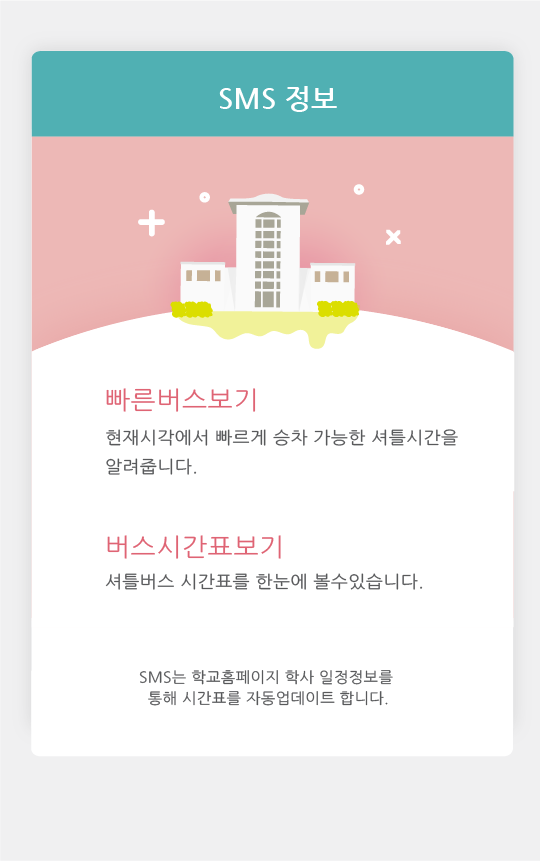 SMS 정보
빠른버스보기
현재시각에서 빠르게 승차 가능한 셔틀시간을
알려줍니다.
버스시간표보기
셔틀버스 시간표를 한눈에 볼수있습니다.
SMS는 학교홈페이지 학사 일정정보를
통해 시간표를 자동업데이트 합니다.